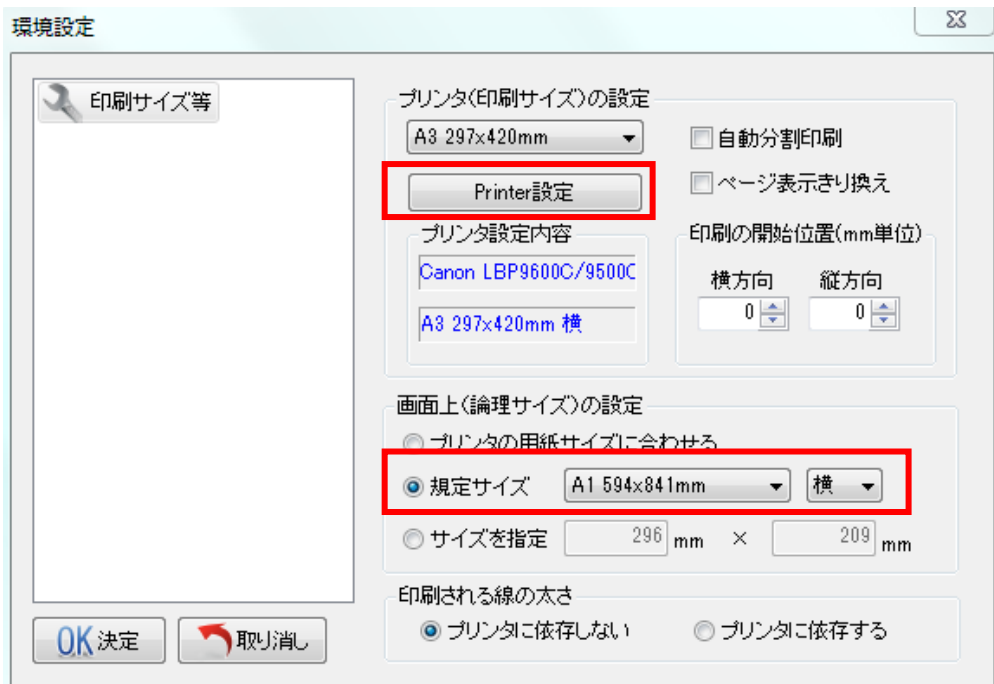 環境設定
印刷サイズ等
プリンタ(印刷サイズ)の設定
A3 297x420mm
自動分割印刷
Printer設定
ページ表示きり換え
プリンタ設定内容
Canon LBP9600C/9500C
A3 297x420mm 横
印刷の開始位置(mm単位)
横方向 縦方向
0 0
画面上(論理サイズ)の設定
プリンタの用紙サイズに合わせる
規定サイズ A1 594x841mm 横
サイズを指定 296 mm × 209 mm
印刷される線の太さ
プリンタに依存しない プリンタに依存する
OK 決定 取り消し